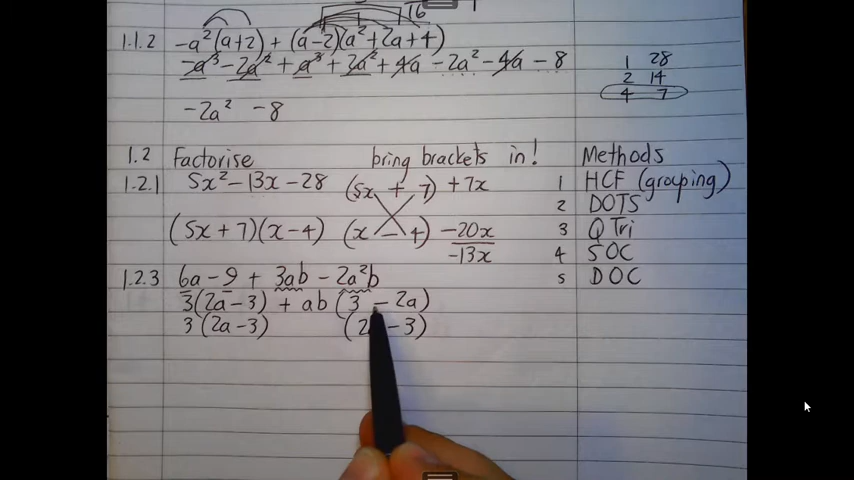 16
1.1.2 -a²(a+2) + (a-2)(a²+2a+4)
-a³ - 2a² + a³ + 2a² + 4a - 2a² - 4a - 8
1 28
2 14
4 7
-2a² - 8
1.2 Factorise bring brackets in! Methods
1.2.1 5x² - 13x - 28 (5x + 7) +7x 1 HCF (grouping)
2 DOTS
(5x+7)(x-4) (x - 4) -20x 3 Q Tri
-13x 4 SOC
1.2.3 6a - 9 + 3ab - 2a²b 5 DOC
3(2a-3) + ab(3 - 2a)
3(2a-3) (2 - 3)